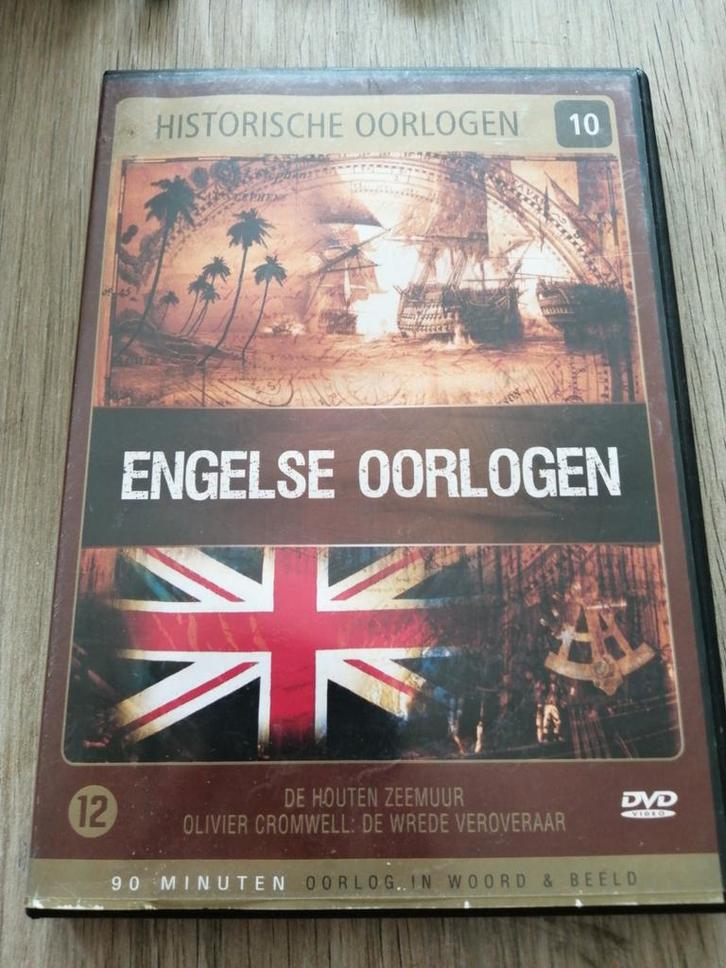 HISTORISCHE OORLOGEN 10
ENGELSE OORLOGEN
12
DE HOUTEN ZEEMUUR
OLIVIER CROMWELL: DE WREDE VEROVERAAR
DVD
VIDEO
90 MINUTEN OORLOG IN WOORD & BEELD